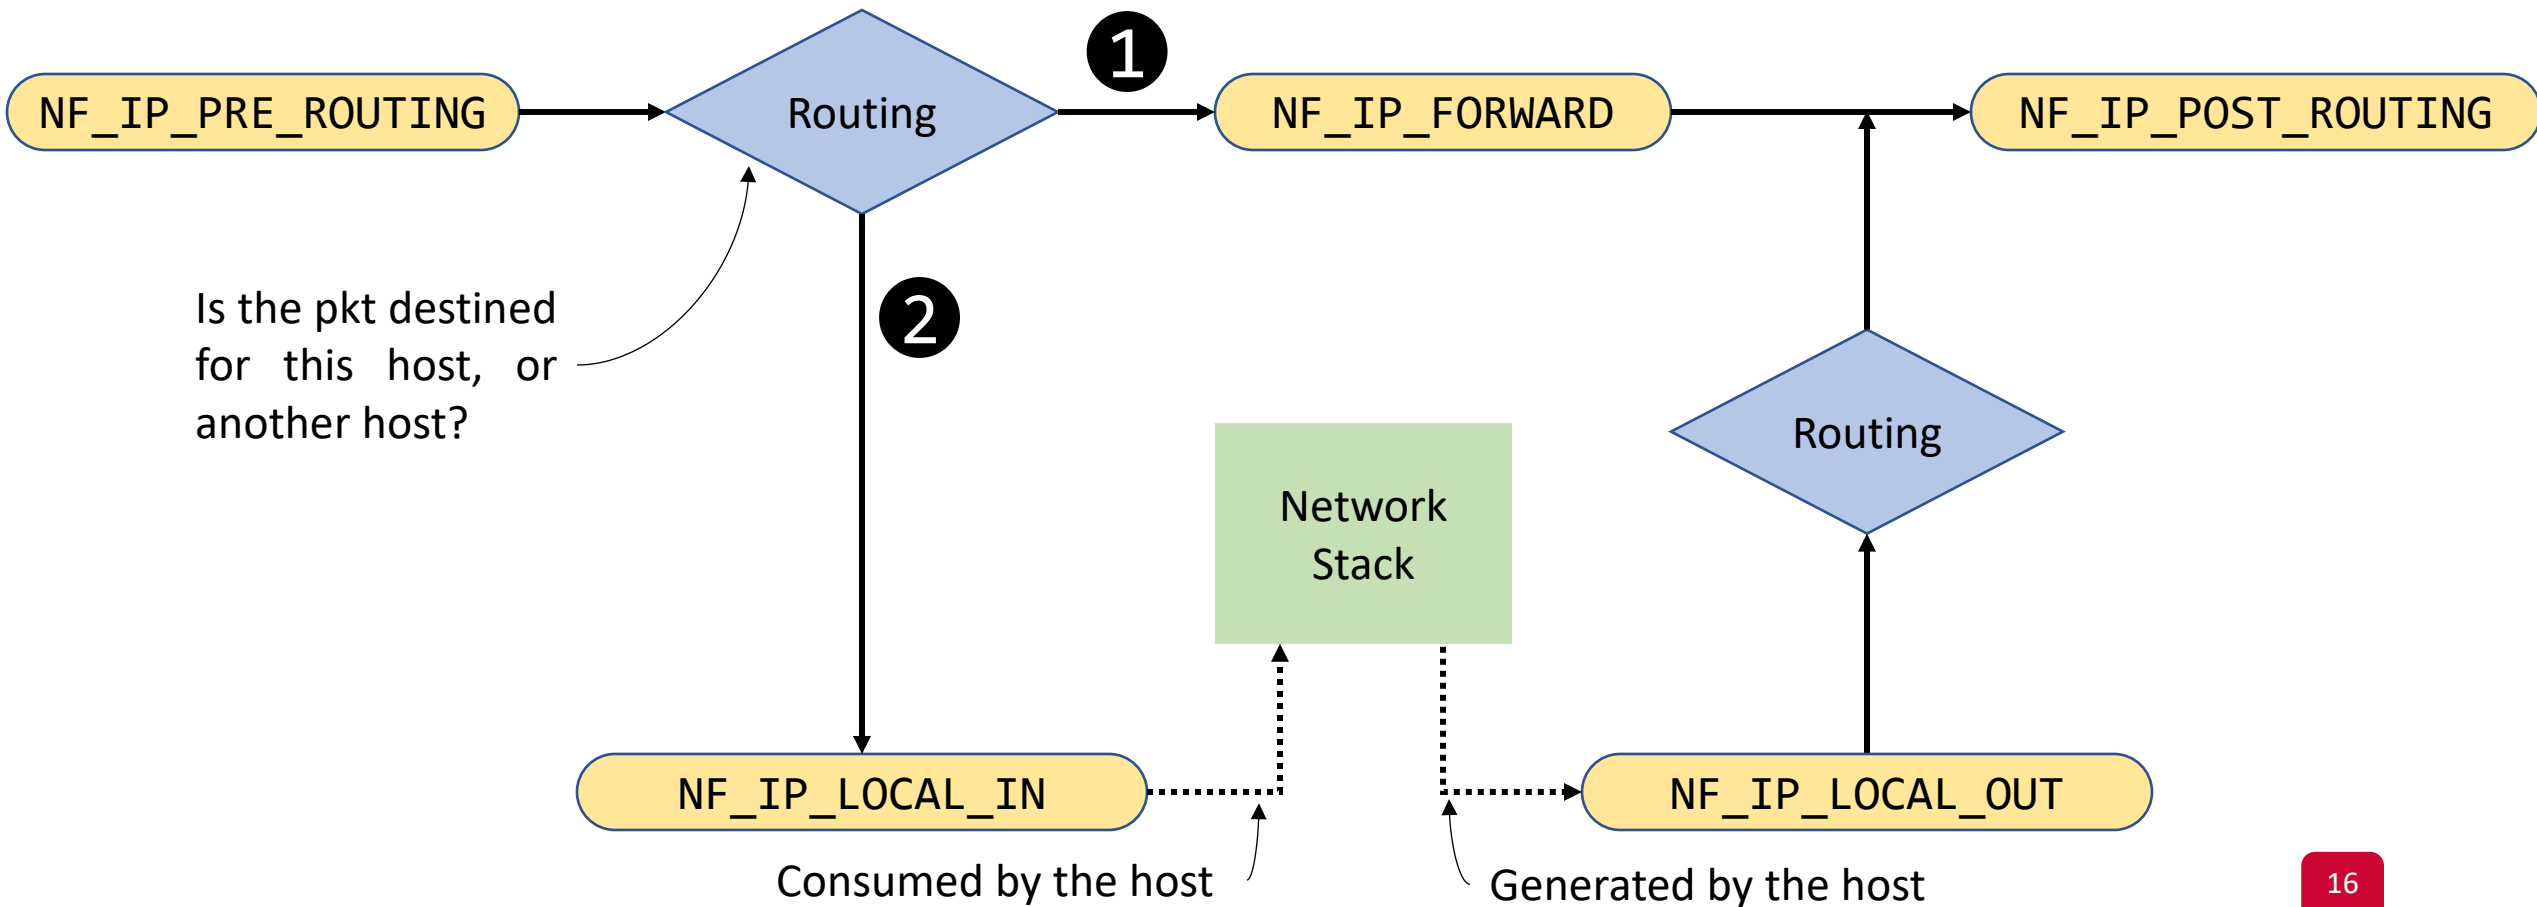 NF_IP_PRE_ROUTING
Routing
1
NF_IP_FORWARD
NF_IP_POST_ROUTING
Is the pkt destined
for this host, or
another host?
2
Routing
Network
Stack
NF_IP_LOCAL_IN
NF_IP_LOCAL_OUT
Consumed by the host
Generated by the host
16